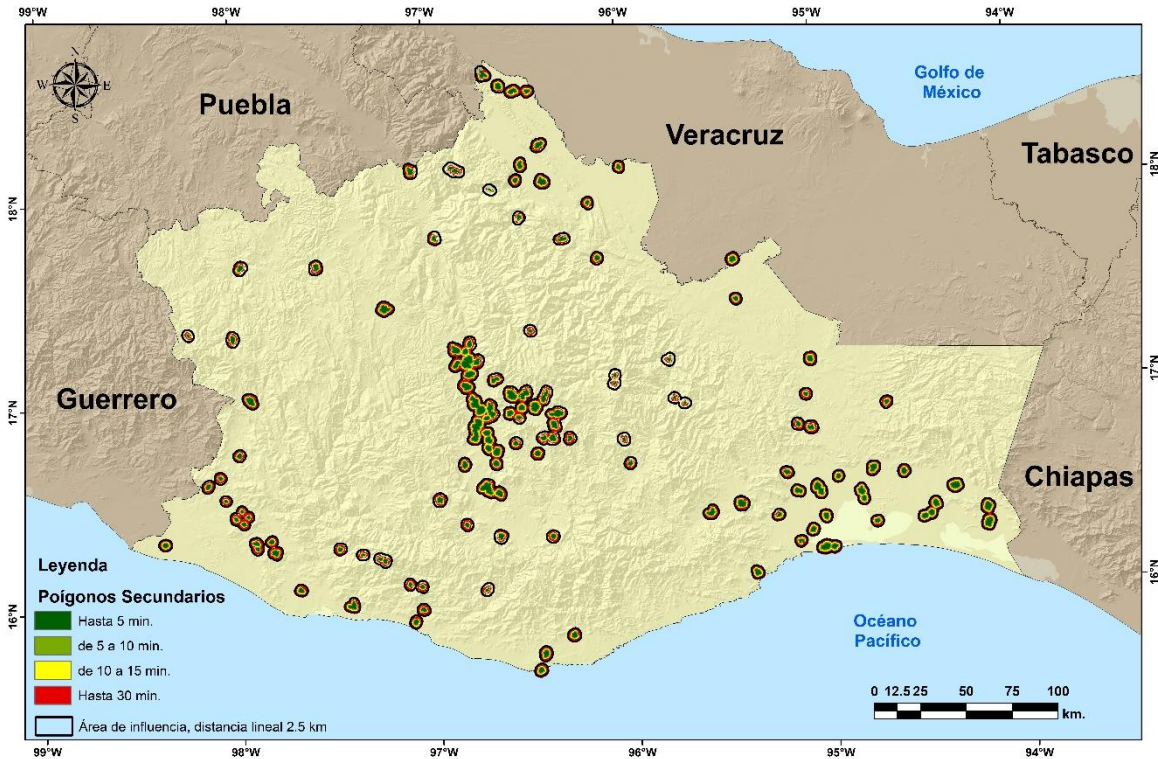 99°W 98°W 97°W 96°W 95°W 94°W
N
W E
S
Golfo de
México
Puebla
Veracruz
Tabasco
18°N 18°N
17°N 17°N
Guerrero
Chiapas
16°N 16°N
Leyenda
Poígonos Secundarios
Hasta 5 min.
de 5 a 10 min.
de 10 a 15 min.
Hasta 30 min.
Área de influencia, distancia lineal 2.5 km
Océano
Pacífico
0 12.5 25 50 75 100
km.
99°W 98°W 97°W 96°W 95°W 94°W